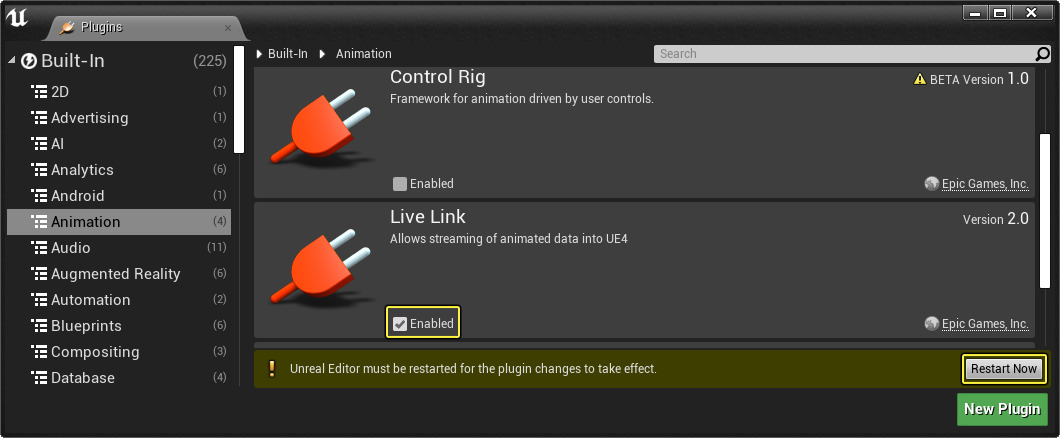 Plugins
Built-In (225)
2D (1)
Advertising (1)
AI (2)
Analytics (6)
Android (1)
Animation (4)
Audio (11)
Augmented Reality (6)
Automation (2)
Blueprints (6)
Compositing (3)
Database (4)
Built-In Animation
Search
Control Rig
BETA Version 1.0
Framework for animation driven by user controls.
Enabled
Epic Games, Inc.
Live Link
Version 2.0
Allows streaming of animated data into UE4
Enabled
Epic Games, Inc.
Unreal Editor must be restarted for the plugin changes to take effect.
Restart Now
New Plugin